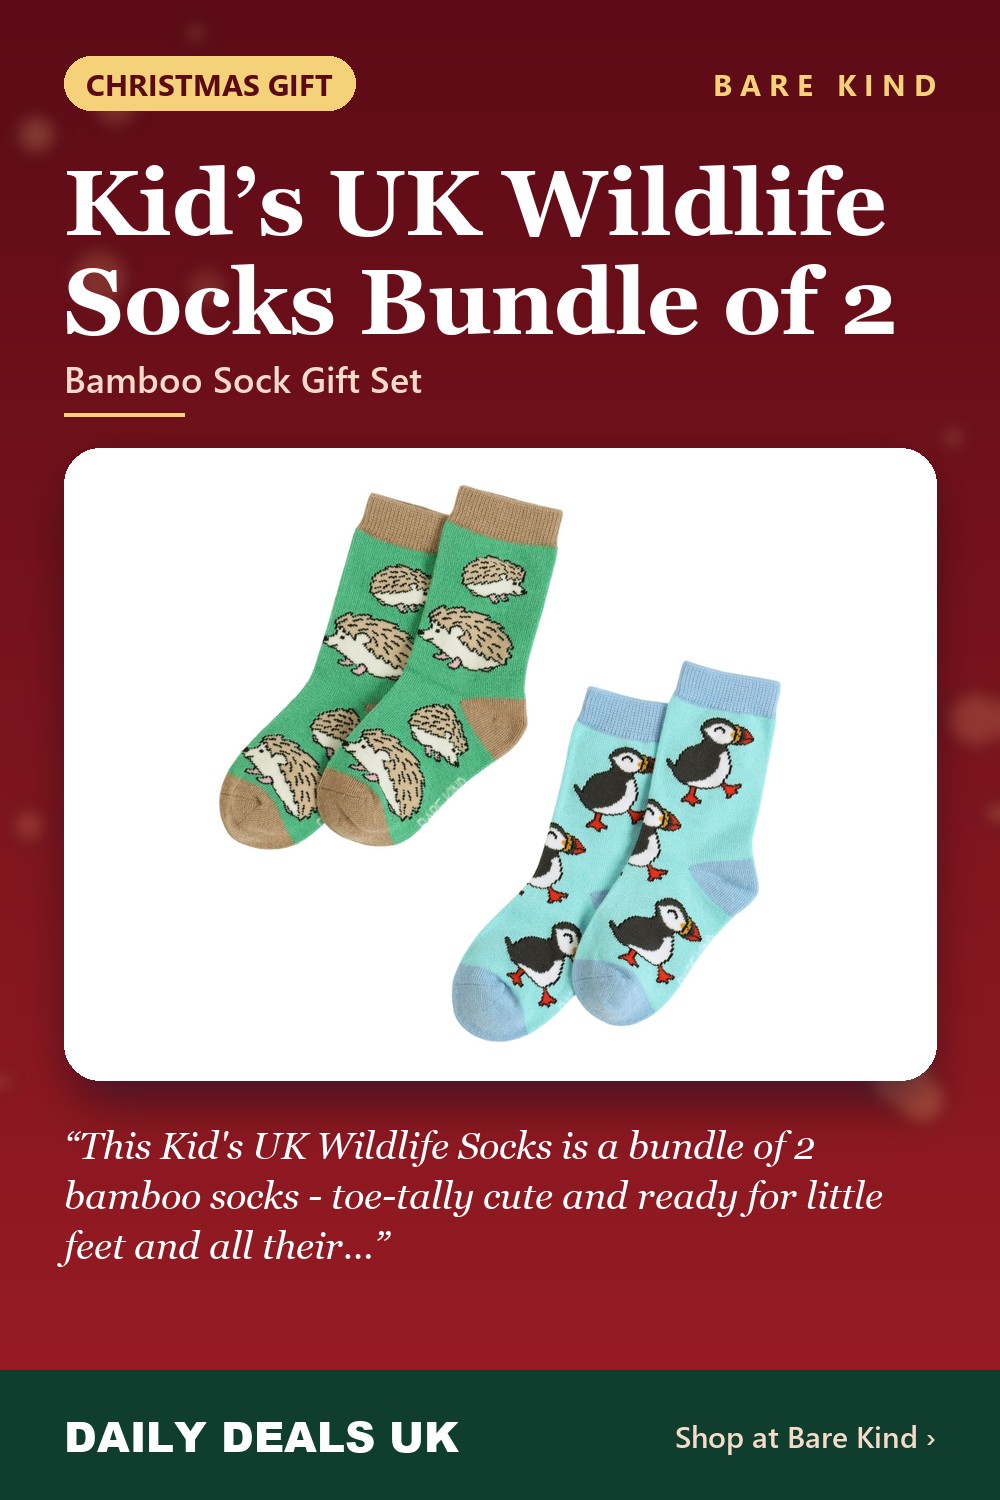 CHRISTMAS GIFT
BARE KIND
Kid’s UK Wildlife
Socks Bundle of 2
Bamboo Sock Gift Set
BARE KIND
“This Kid's UK Wildlife Socks is a bundle of 2
bamboo socks - toe-tally cute and ready for little
feet and all their...”
DAILY DEALS UK
Shop at Bare Kind ›